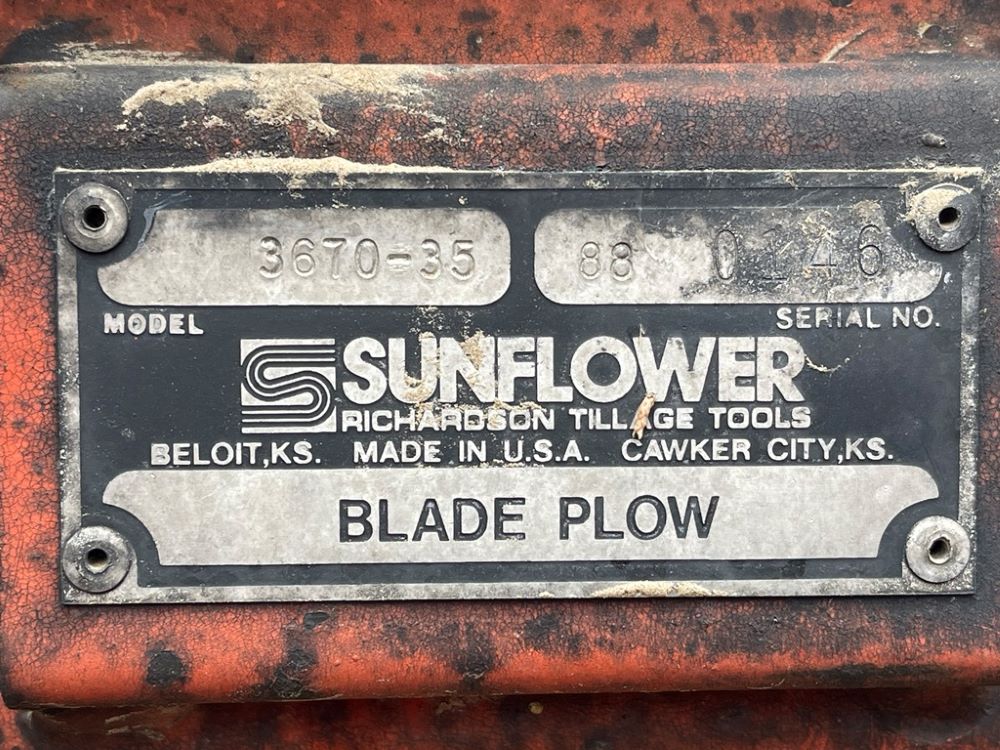 3670-35 88 0146
MODEL SERIAL NO.
SUNFLOWER
RICHARDSON TILLAGE TOOLS
BELOIT,KS. MADE IN U.S.A. CAWKER CITY,KS.
BLADE PLOW